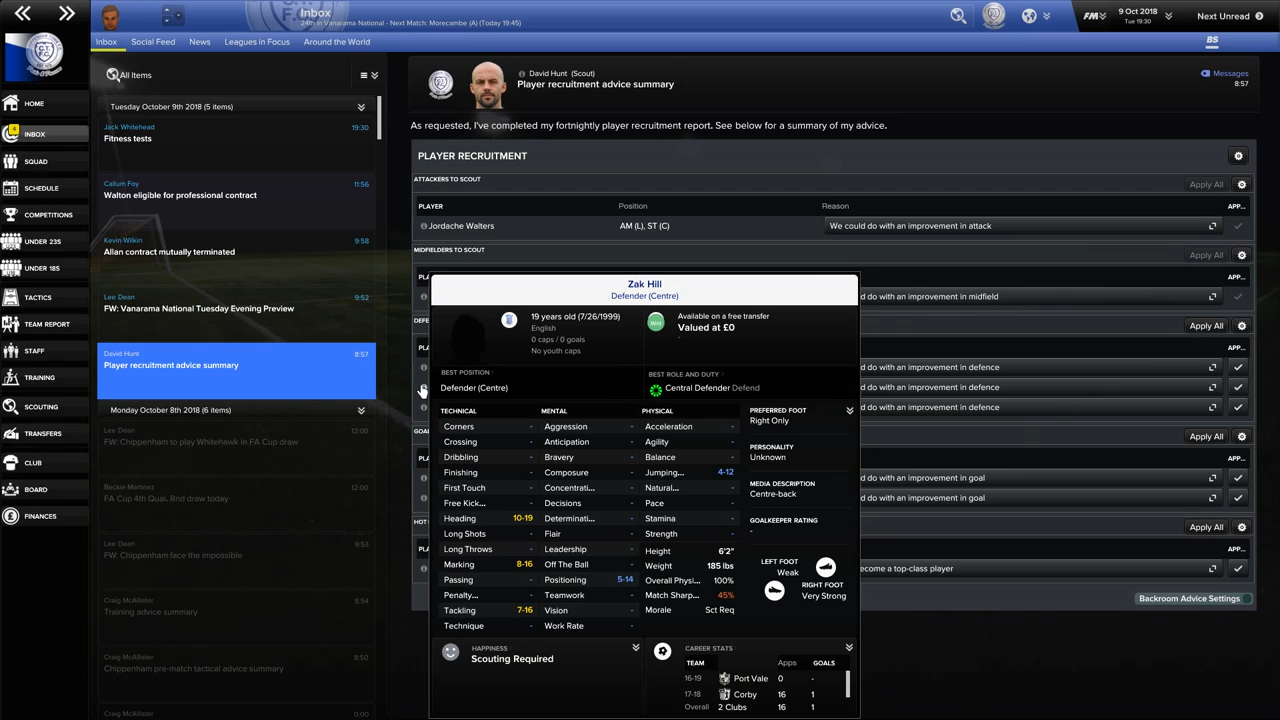 Inbox
24th in Vanarama National - Next Match: Morecambe (A) (Today 19:45)
FM
9 Oct 2018
Tue 19:30
Next Unread
Inbox
Social Feed
News
Leagues in Focus
Around the World
BS
HOME
INBOX
SQUAD
SCHEDULE
COMPETITIONS
UNDER 23S
UNDER 18S
TACTICS
TEAM REPORT
STAFF
TRAINING
SCOUTING
TRANSFERS
CLUB
BOARD
FINANCES
All Items
Tuesday October 9th 2018 (5 items)
Jack Whitehead 19:30
Fitness tests
Callum Foy 11:56
Walton eligible for professional contract
Kevin Wilkin 9:58
Allan contract mutually terminated
Lee Dean 9:52
FW: Vanarama National Tuesday Evening Preview
David Hunt 8:57
Player recruitment advice summary
Monday October 8th 2018 (6 items)
Lee Dean 12:00
FW: Chippenham to play Whitehawk in FA Cup draw
Beckie Martinez 12:00
FA Cup 4th Qual. Rnd draw today
Lee Dean 9:53
FW: Chippenham face the impossible
Craig McAllister 8:54
Training advice summary
Craig McAllister 8:50
Chippenham pre-match tactical advice summary
Craig McAllister 0:00
David Hunt (Scout)
Player recruitment advice summary
Messages
8:57
As requested, I've completed my fortnightly player recruitment report. See below for a summary of my advice.
PLAYER RECRUITMENT
ATTACKERS TO SCOUT
Apply All
PLAYER Position Reason APP...
Jordache Walters AM (L), ST (C) We could do with an improvement in attack
MIDFIELDERS TO SCOUT
Apply All
APP...
d do with an improvement in midfield
Apply All
APP...
d do with an improvement in defence
d do with an improvement in defence
d do with an improvement in defence
Apply All
APP...
d do with an improvement in goal
d do with an improvement in goal
Apply All
APP...
ecome a top-class player
Backroom Advice Settings
Zak Hill
Defender (Centre)
19 years old (7/26/1999)
English
0 caps / 0 goals
No youth caps
Wnt
Available on a free transfer
Valued at £0
-
BEST POSITION
Defender (Centre)
BEST ROLE AND DUTY
Central Defender Defend
TECHNICAL MENTAL PHYSICAL
Corners - Aggression - Acceleration -
Crossing - Anticipation - Agility -
Dribbling - Bravery - Balance -
Finishing - Composure - Jumping... 4-12
First Touch - Concentrati... - Natural... -
Free Kick... - Decisions - Pace -
Heading 10-19 Determinati... - Stamina -
Long Shots - Flair - Strength -
Long Throws - Leadership - Height 6'2"
Marking 8-16 Off The Ball - Weight 185 lbs
Passing - Positioning 5-14 Overall Physi... 100%
Penalty... - Teamwork - Match Sharp... 45%
Tackling 7-16 Vision - Morale Sct Req
Technique - Work Rate -
PREFERRED FOOT
Right Only
PERSONALITY
Unknown
MEDIA DESCRIPTION
Centre-back
GOALKEEPER RATING
-
LEFT FOOT
Weak
RIGHT FOOT
Very Strong
HAPPINESS
Scouting Required
CAREER STATS
TEAM Apps GOALS
16-19 Port Vale 0 -
17-18 Corby 16 1
Overall 2 Clubs 16 1